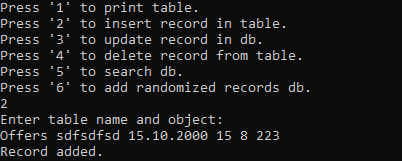 Press '1' to print table.
Press '2' to insert record in table.
Press '3' to update record in db.
Press '4' to delete record from table.
Press '5' to search db.
Press '6' to add randomized records db.
2
Enter table name and object:
Offers sdfsdfsd 15.10.2000 15 8 223
Record added.